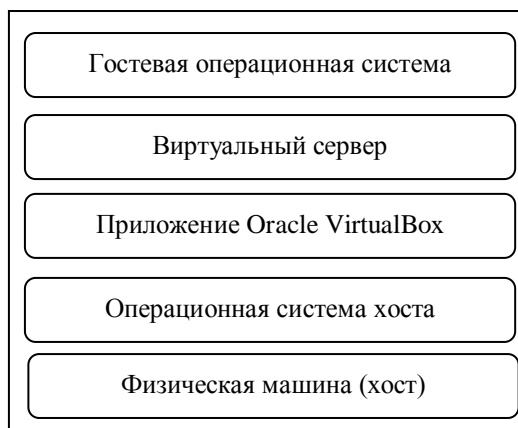 Гостевая операционная система
Виртуальный сервер
Приложение Oracle VirtualBox
Операционная система хоста
Физическая машина (хост)